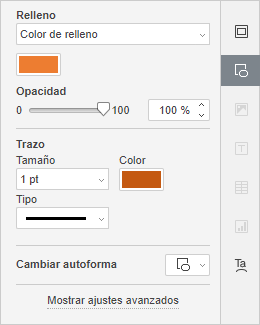 Relleno
Color de relleno
Opacidad
0 100 100 %
Trazo
Tamaño Color
1 pt
Tipo
Cambiar autoforma
Mostrar ajustes avanzados
T
Ta